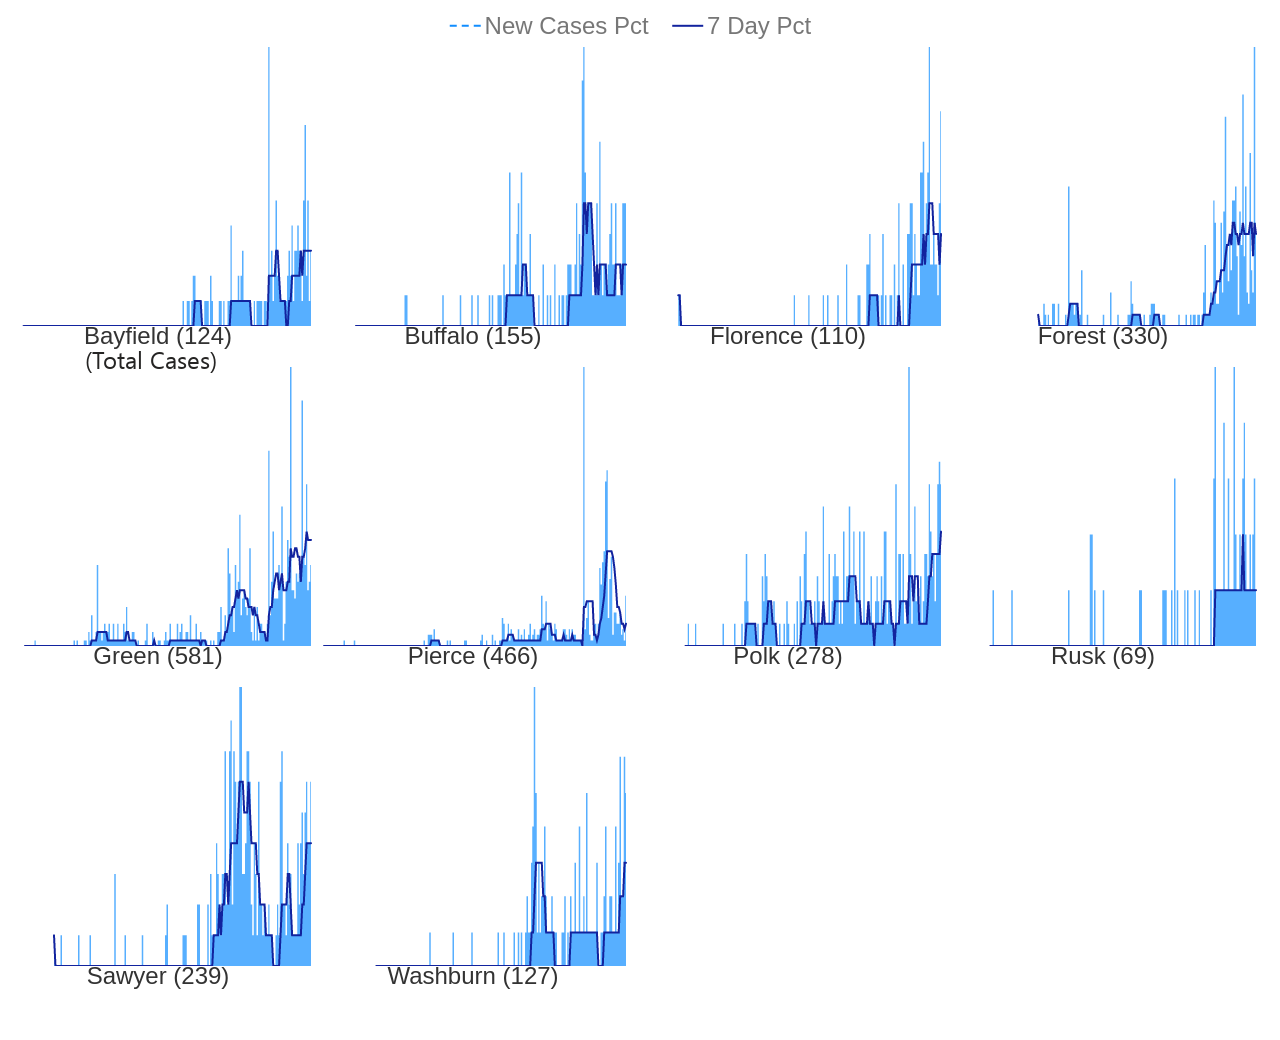 New Cases Pct 7 Day Pct
Bayfield (124) Buffalo (155) Florence (110) Forest (330)
(Total Cases)
Green (581) Pierce (466) Polk (278) Rusk (69)
Sawyer (239) Washburn (127)